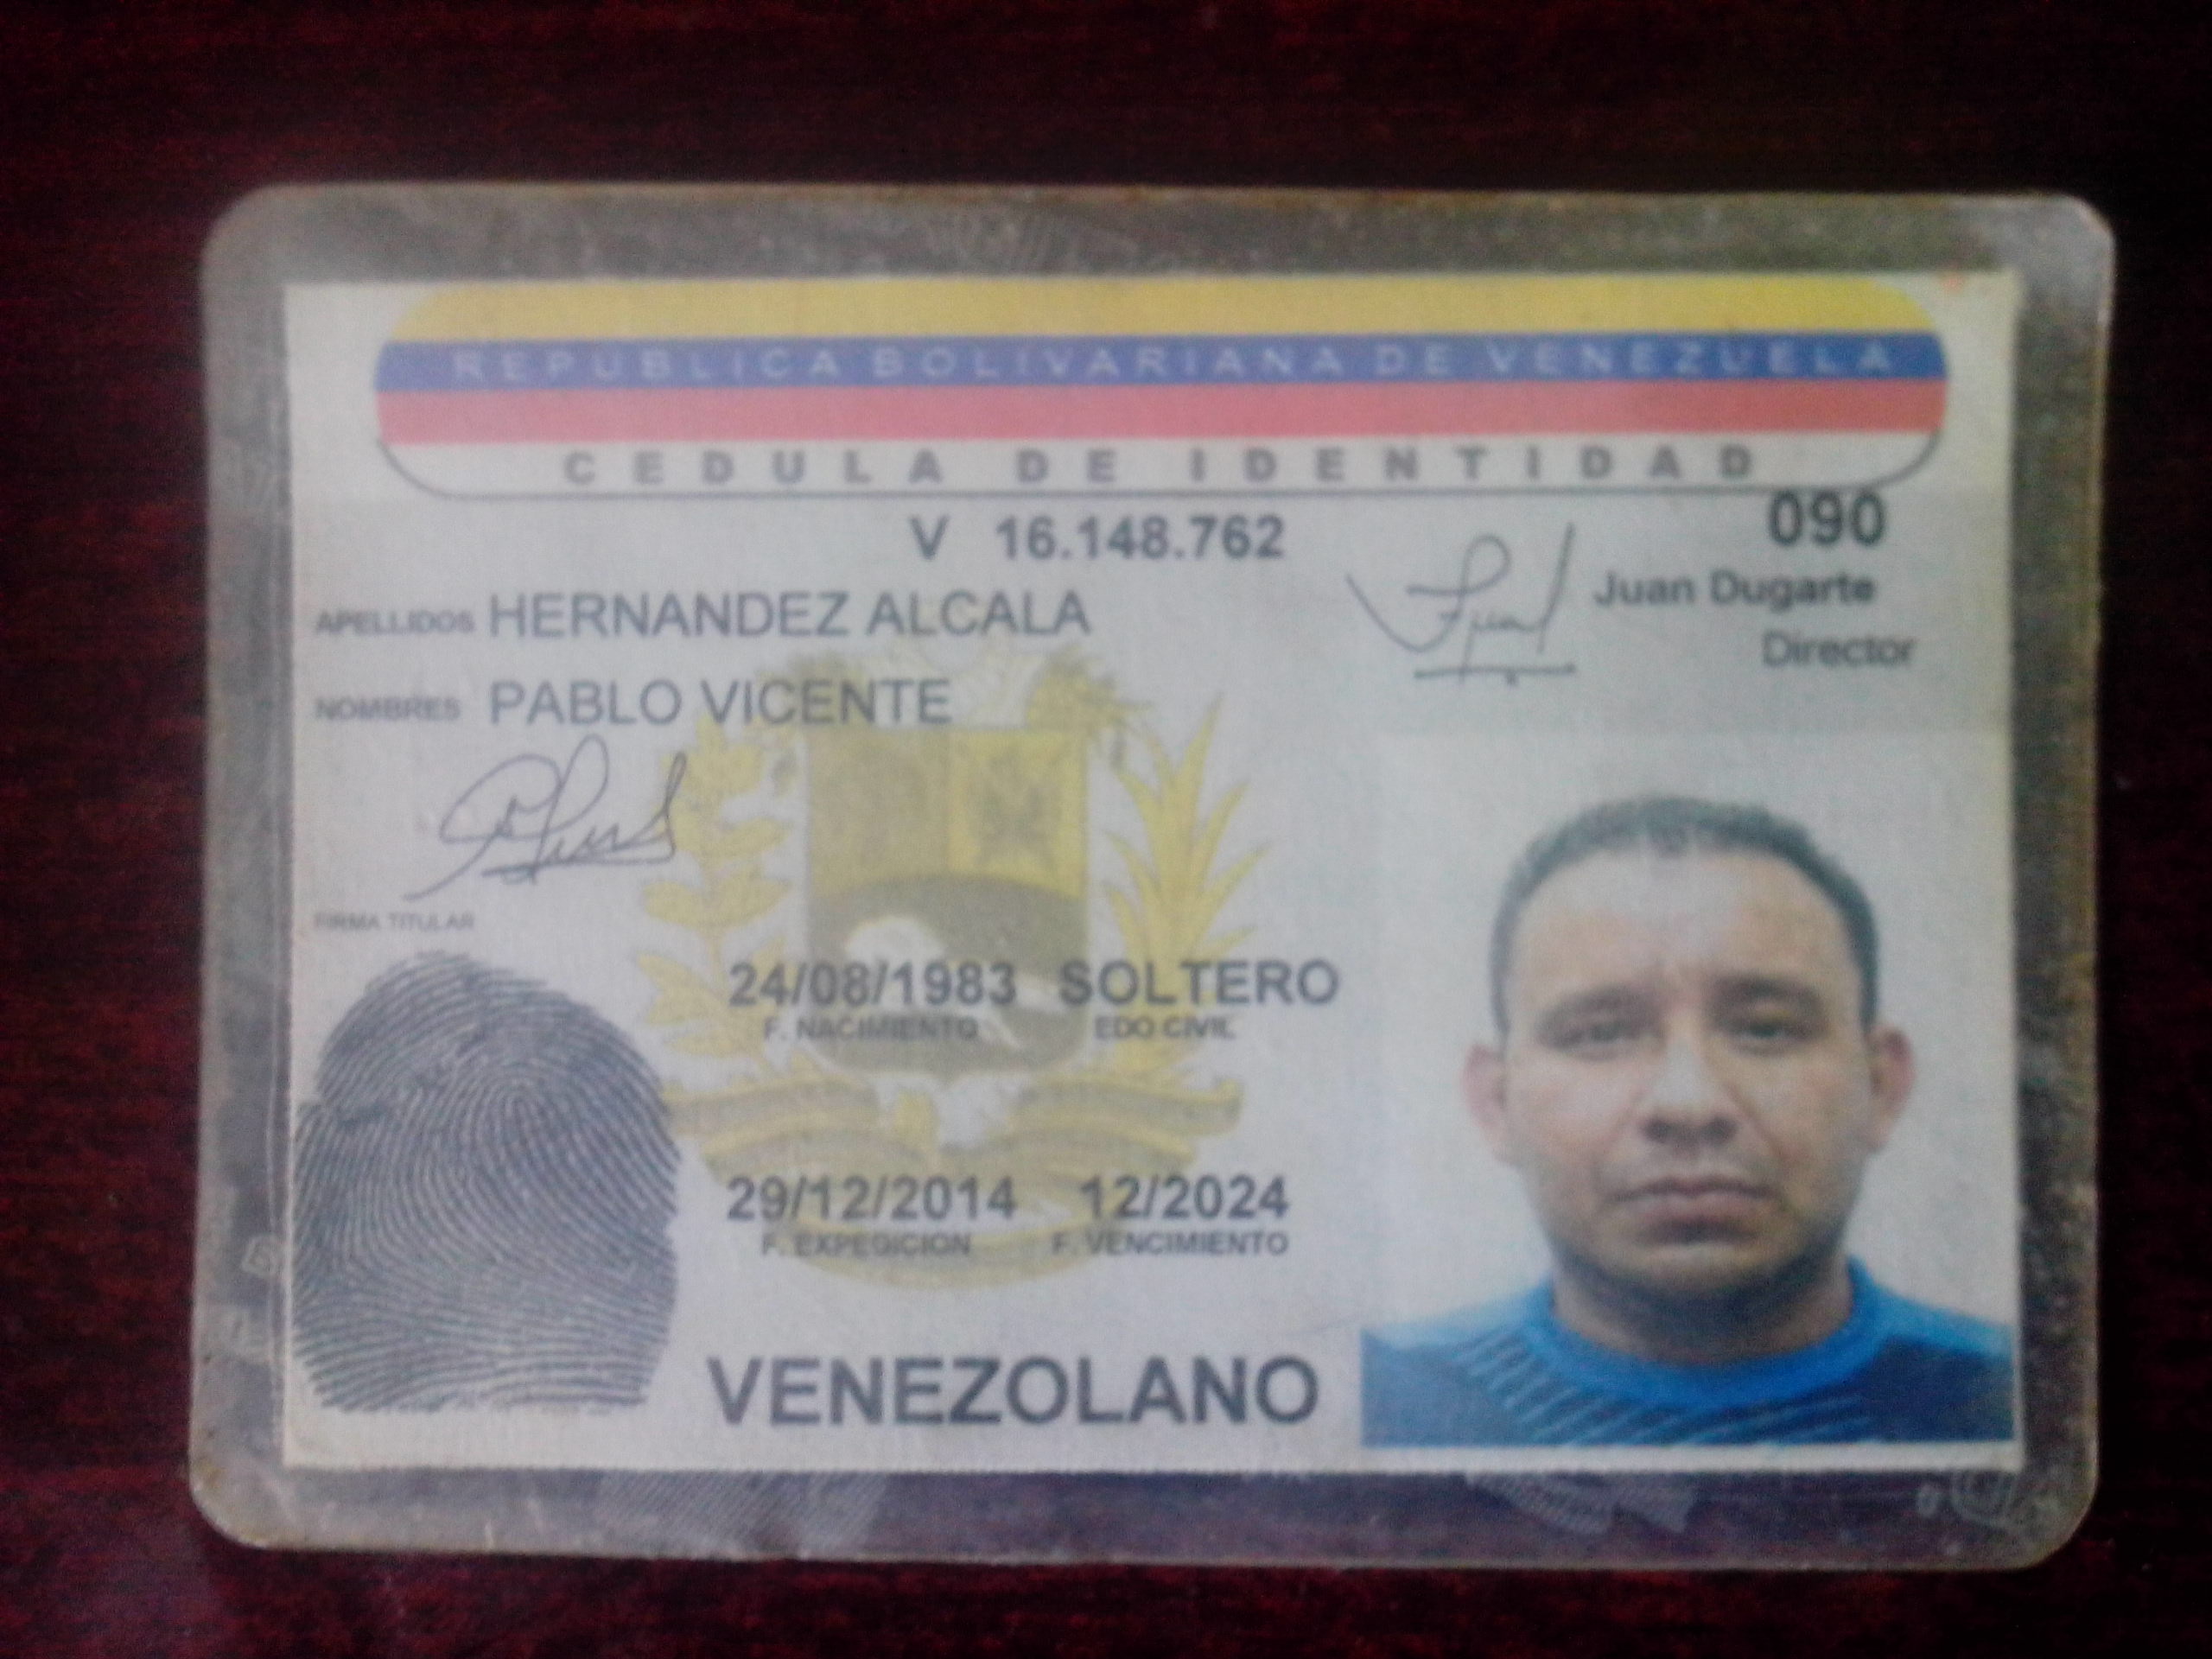 REPUBLICA BOLIVARIANA DE VENEZUELA
CEDULA DE IDENTIDAD
V 16.148.762
090
Juan Dugarte
Director
APELLIDOS HERNANDEZ ALCALA
NOMBRES PABLO VICENTE
FIRMA TITULAR
24/08/1983 SOLTERO
F. NACIMIENTO EDO CIVIL
29/12/2014 12/2024
F. EXPEDICION F. VENCIMIENTO
VENEZOLANO